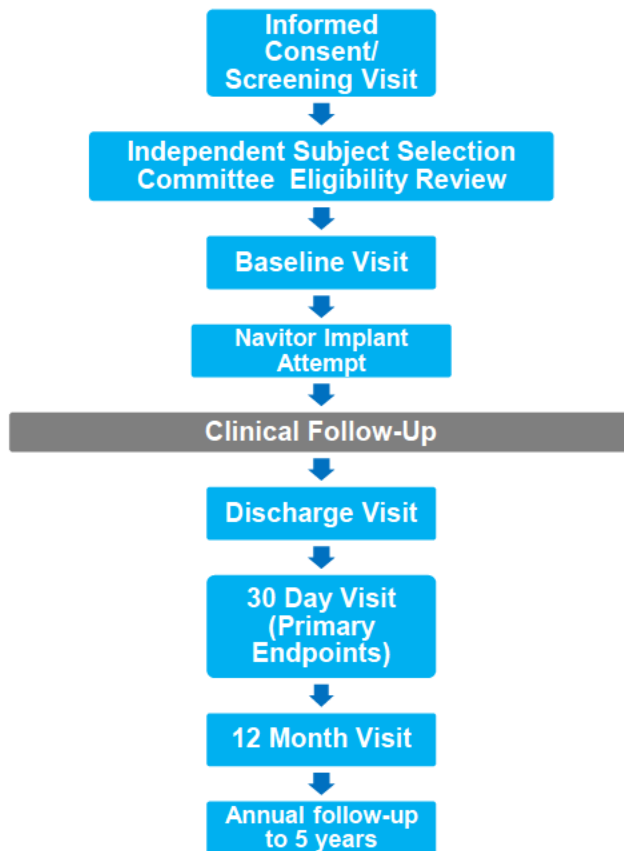 Informed
Consent/
Screening Visit
Independent Subject Selection
Committee Eligibility Review
Baseline Visit
Navitor Implant
Attempt
Clinical Follow-Up
Discharge Visit
30 Day Visit
(Primary
Endpoints)
12 Month Visit
Annual follow-up
to 5 years